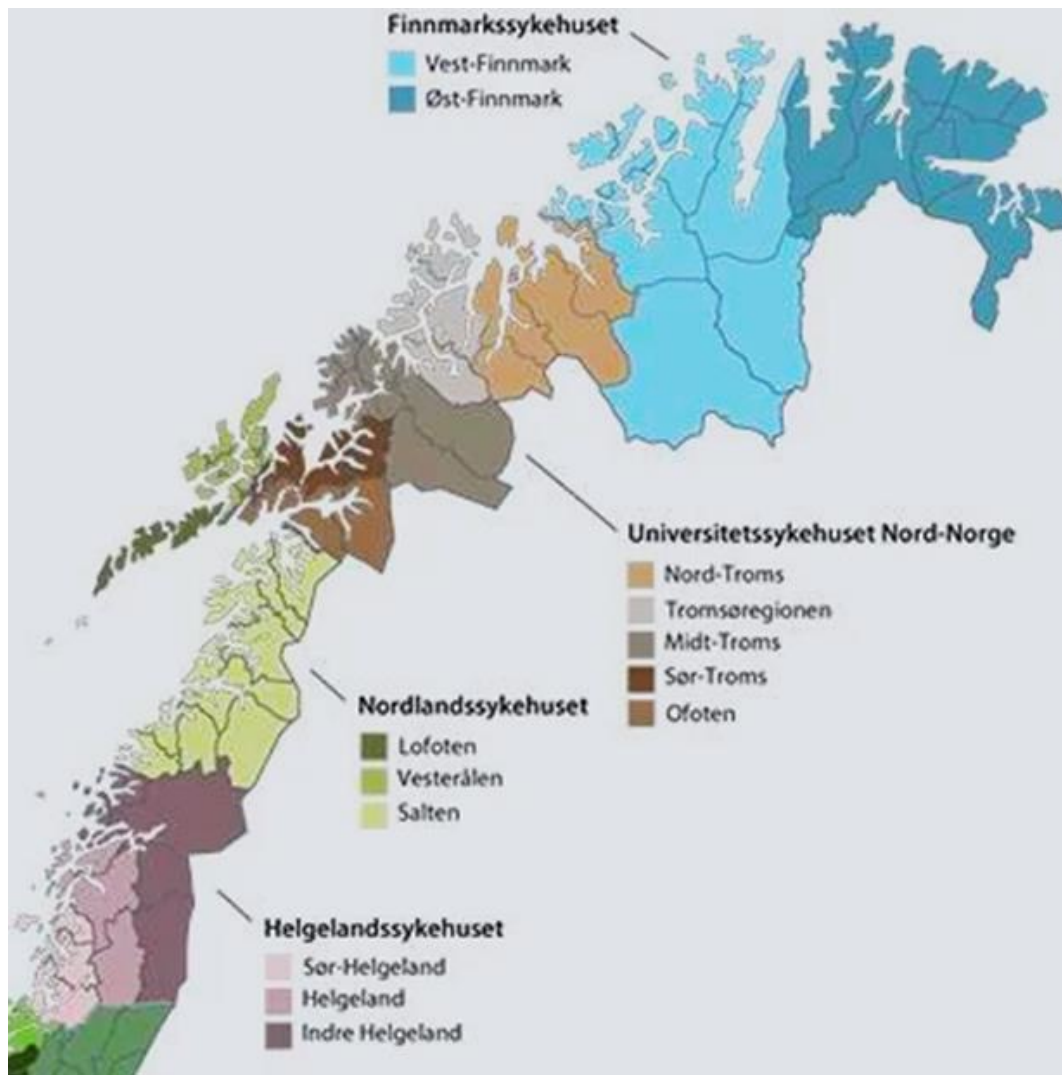 Finnmarkssykehuset
Vest-Finnmark
Øst-Finnmark
Universitetssykehuset Nord-Norge
Nord-Troms
Tromsøregionen
Midt-Troms
Sør-Troms
Ofoten
Nordlandssykehuset
Lofoten
Vesterålen
Salten
Helgelandssykehuset
Sør-Helgeland
Helgeland
Indre Helgeland